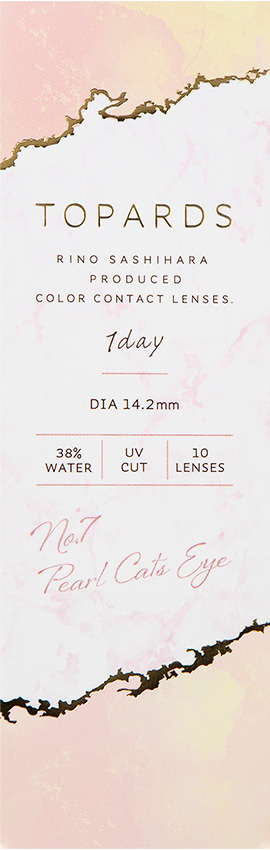 TOPARDS
RINO SASHIHARA
PRODUCED
COLOR CONTACT LENSES.
1day
DIA 14.2mm
38% WATER
UV CUT
10 LENSES
No.7
Pearl Cats Eye